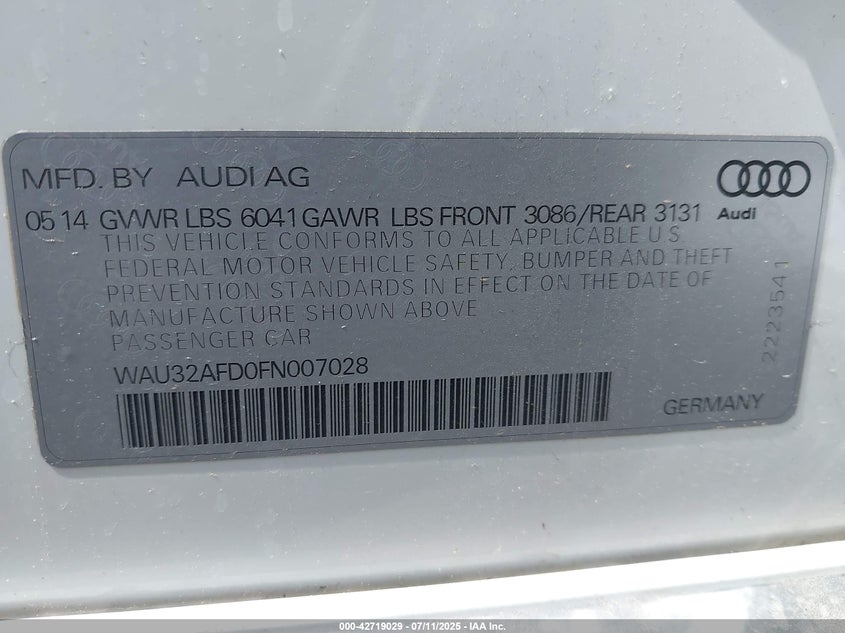 MFD. BY AUDI AG
Audi
05 14 GVWR LBS 6041 GAWR LBS FRONT 3086/REAR 3131
THIS VEHICLE CONFORMS TO ALL APPLICABLE U S
FEDERAL MOTOR VEHICLE SAFETY, BUMPER AND THEFT
PREVENTION STANDARDS IN EFFECT ON THE DATE OF
MANUFACTURE SHOWN ABOVE
PASSENGER CAR
2223541
WAU32AFD0FN007028
GERMANY
000-42719029 - 07/11/2025 - IAA Inc.